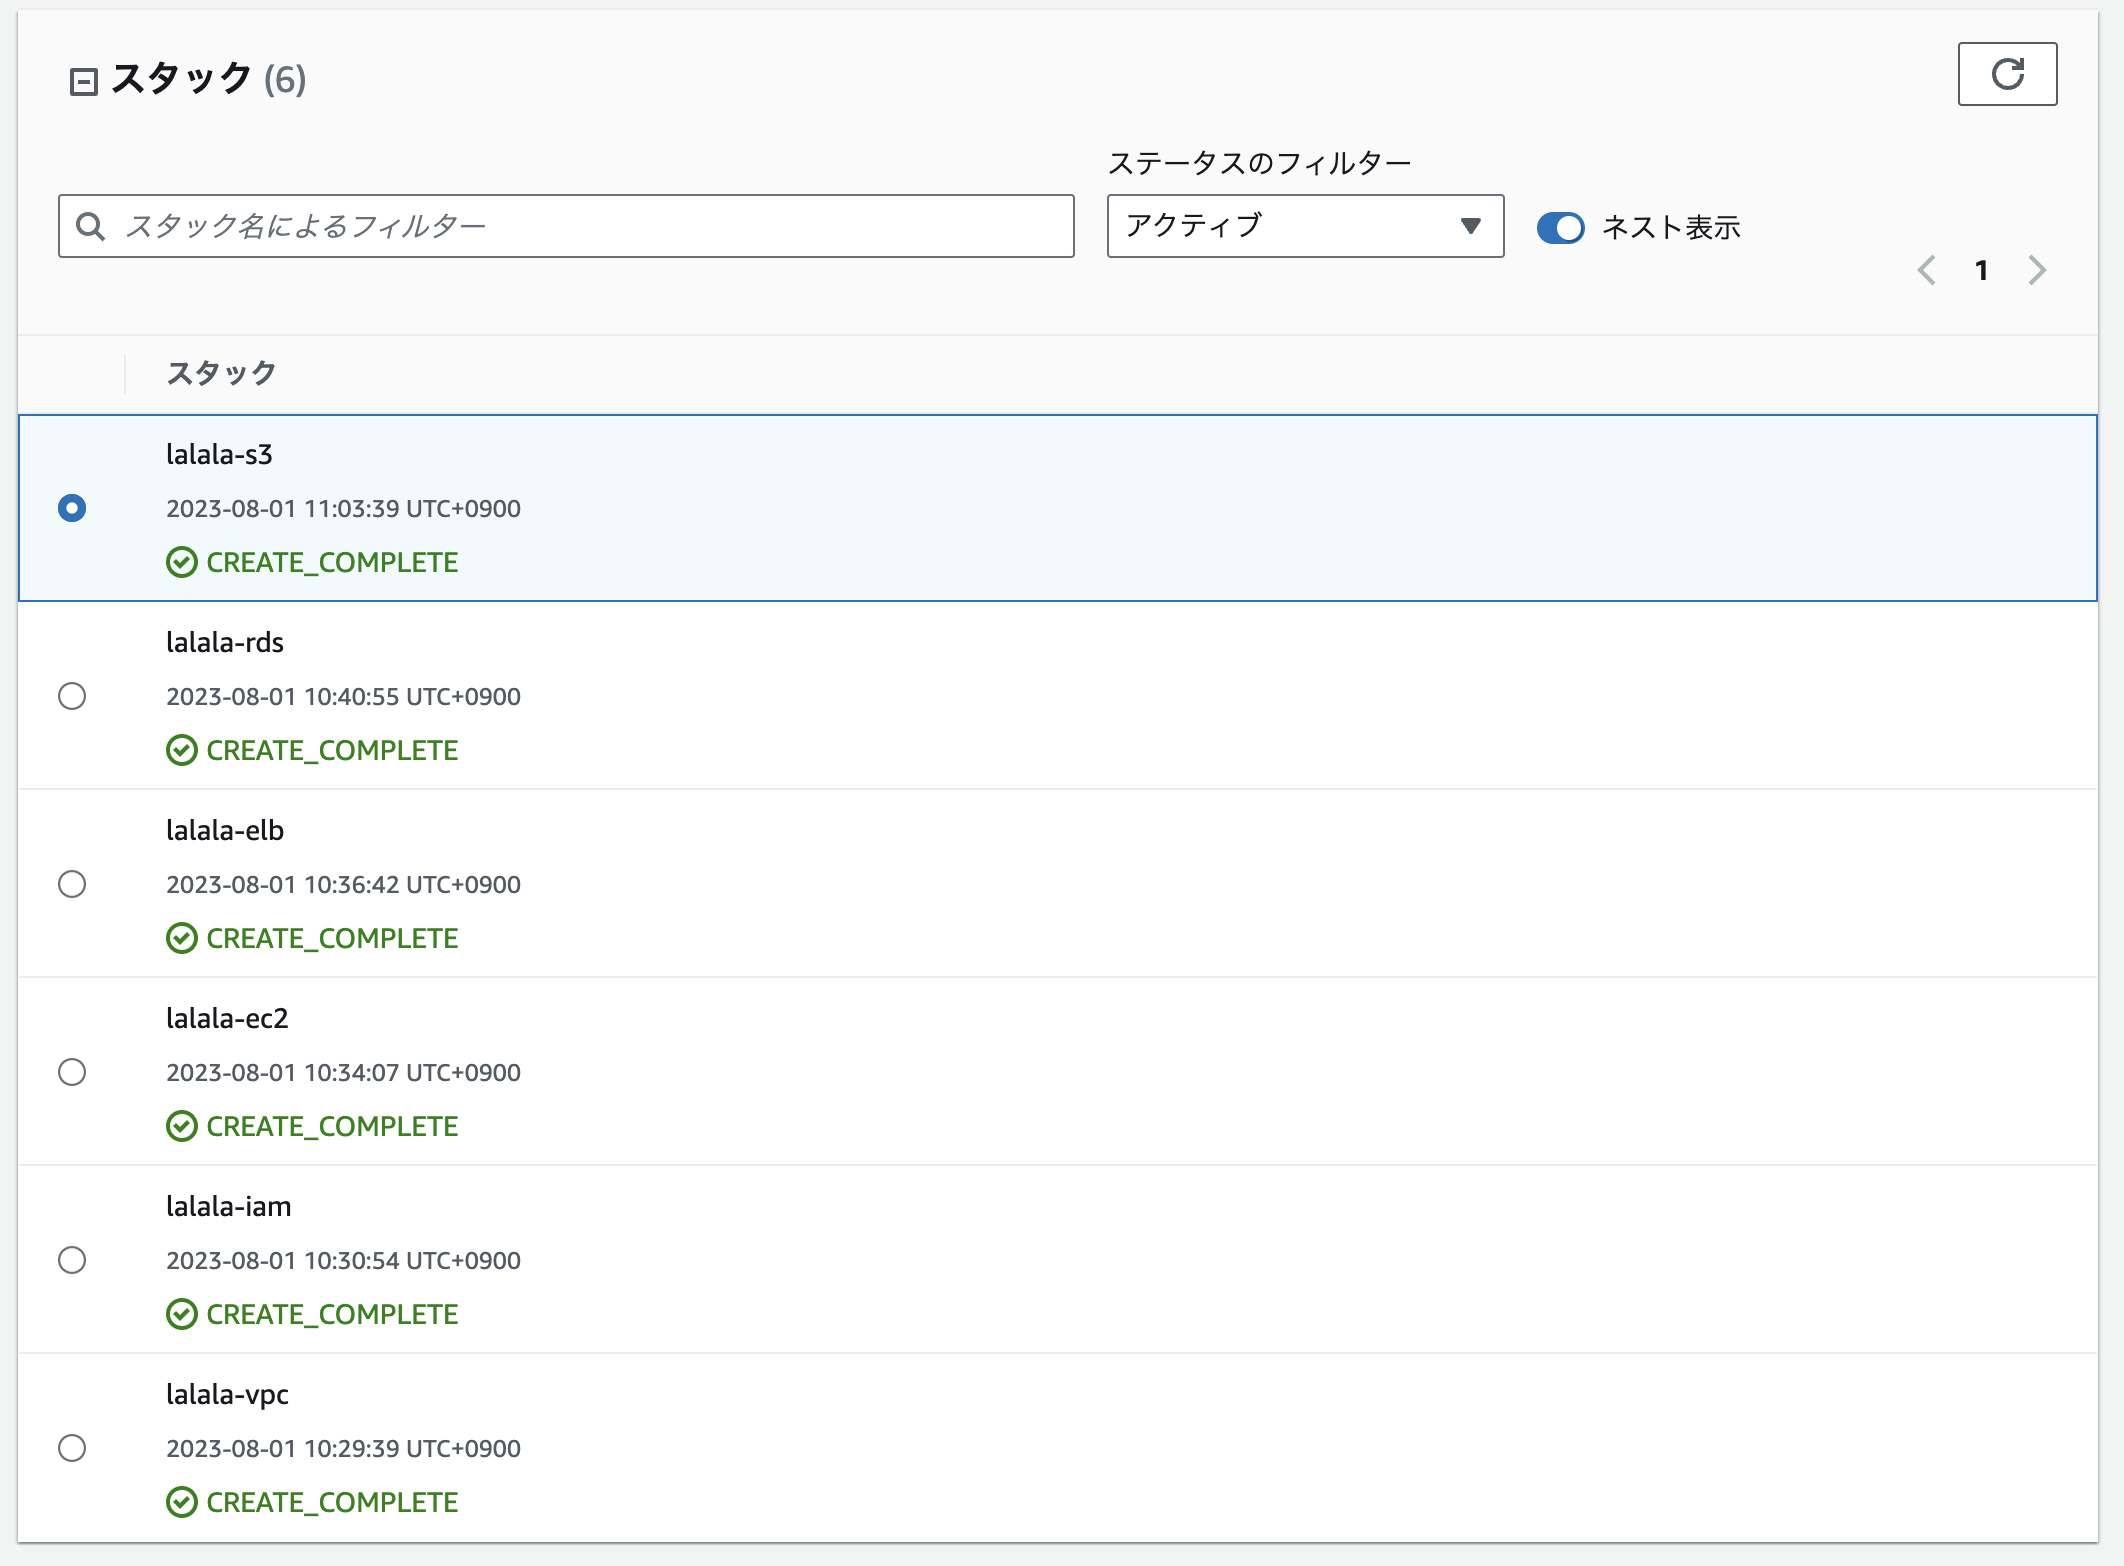 スタック (6)
ステータスのフィルター
スタック名によるフィルター
アクティブ
ネスト表示
1
スタック
lalala-s3
2023-08-01 11:03:39 UTC+0900
CREATE_COMPLETE
lalala-rds
2023-08-01 10:40:55 UTC+0900
CREATE_COMPLETE
lalala-elb
2023-08-01 10:36:42 UTC+0900
CREATE_COMPLETE
lalala-ec2
2023-08-01 10:34:07 UTC+0900
CREATE_COMPLETE
lalala-iam
2023-08-01 10:30:54 UTC+0900
CREATE_COMPLETE
lalala-vpc
2023-08-01 10:29:39 UTC+0900
CREATE_COMPLETE